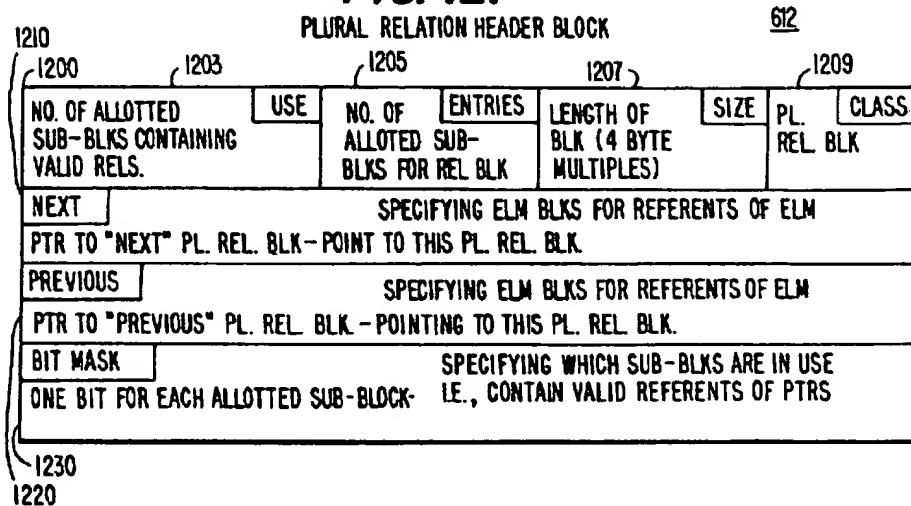 PLURAL RELATION HEADER BLOCK
612
1210
1200
1203
1205
1207
1209
NO. OF ALLOTTED SUB-BLKS CONTAINING VALID RELS.
USE
NO. OF ALLOTED SUB-BLKS FOR REL BLK
ENTRIES
LENGTH OF BLK (4 BYTE MULTIPLES)
SIZE
PL. REL. BLK
CLASS
NEXT
SPECIFYING ELM BLKS FOR REFERENTS OF ELM
PTR TO "NEXT" PL. REL. BLK-POINT TO THIS PL. REL. BLK.
PREVIOUS
SPECIFYING ELM BLKS FOR REFERENTS OF ELM
PTR TO "PREVIOUS" PL. REL. BLK. - POINTING TO THIS PL. REL. BLK.
BIT MASK
SPECIFYING WHICH SUB-BLKS ARE IN USE
ONE BIT FOR EACH ALLOTTED SUB-BLOCK- I.E., CONTAIN VALID REFERENTS OF PTRS
1230
1220